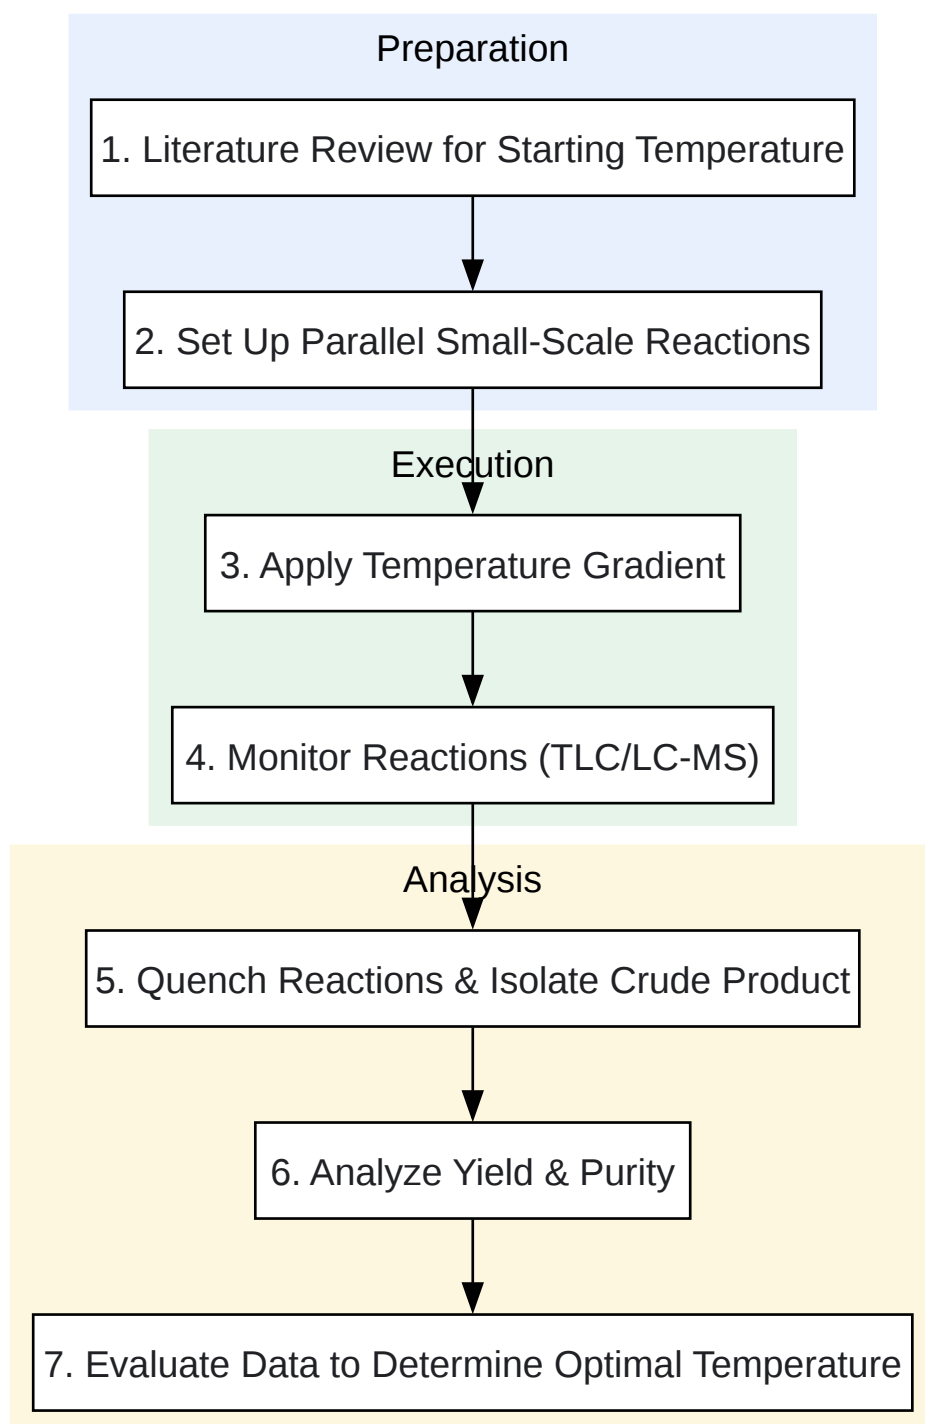 Preparation
1. Literature Review for Starting Temperature
2. Set Up Parallel Small-Scale Reactions
Execution
3. Apply Temperature Gradient
4. Monitor Reactions (TLC/LC-MS)
Analysis
5. Quench Reactions & Isolate Crude Product
6. Analyze Yield & Purity
7. Evaluate Data to Determine Optimal Temperature